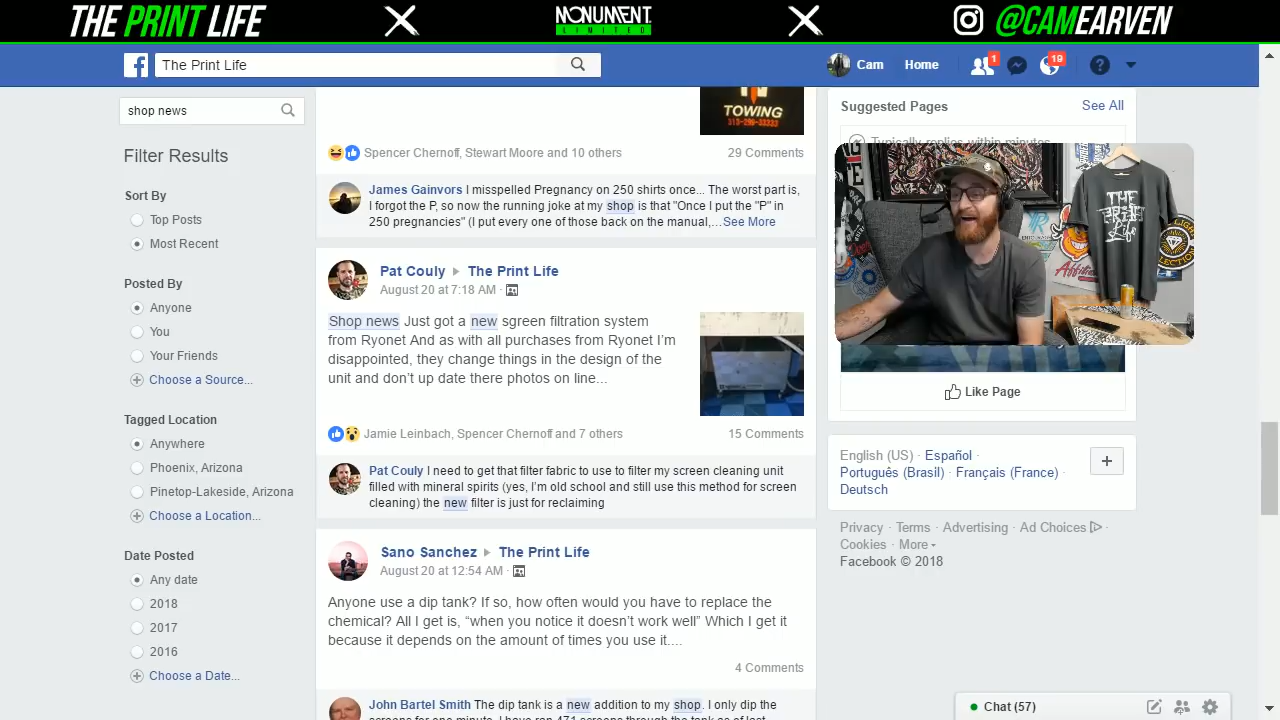 THE PRINT LIFE
MONUMENT
LIMITED
@CAMEARVEN
The Print Life
Cam
Home
1
19
shop news
Filter Results
Sort By
Top Posts
Most Recent
Posted By
Anyone
You
Your Friends
Choose a Source...
Tagged Location
Anywhere
Phoenix, Arizona
Pinetop-Lakeside, Arizona
Choose a Location...
Date Posted
Any date
2018
2017
2016
Choose a Date...
TOWING
Spencer Chernoff, Stewart Moore and 10 others
29 Comments
James Gainvors I misspelled Pregnancy on 250 shirts once... The worst part is,
I forgot the P, so now the running joke at my shop is that "Once I put the "P" in
250 pregnancies" (I put every one of those back on the manual,...See More
Pat Couly ▸ The Print Life
August 20 at 7:18 AM ·
Shop news Just got a new sgreen filtration system
from Ryonet And as with all purchases from Ryonet I'm
disappointed, they change things in the design of the
unit and don't up date there photos on line...
Jamie Leinbach, Spencer Chernoff and 7 others
15 Comments
Pat Couly I need to get that filter fabric to use to filter my screen cleaning unit
filled with mineral spirits (yes, I'm old school and still use this method for screen
cleaning) the new filter is just for reclaiming
Sano Sanchez ▸ The Print Life
August 20 at 12:54 AM ·
Anyone use a dip tank? If so, how often would you have to replace the
chemical? All I get is, “when you notice it doesn't work well” Which I get it
because it depends on the amount of times you use it....
4 Comments
John Bartel Smith The dip tank is a new addition to my shop. I only dip the
Suggested Pages
See All
Typically replies within minutes
THE
PRINT
Life
Like Page
English (US) · Español ·
Português (Brasil) · Français (France) ·
Deutsch
Privacy · Terms · Advertising · Ad Choices ·
Cookies · More
Facebook © 2018
Chat (57)